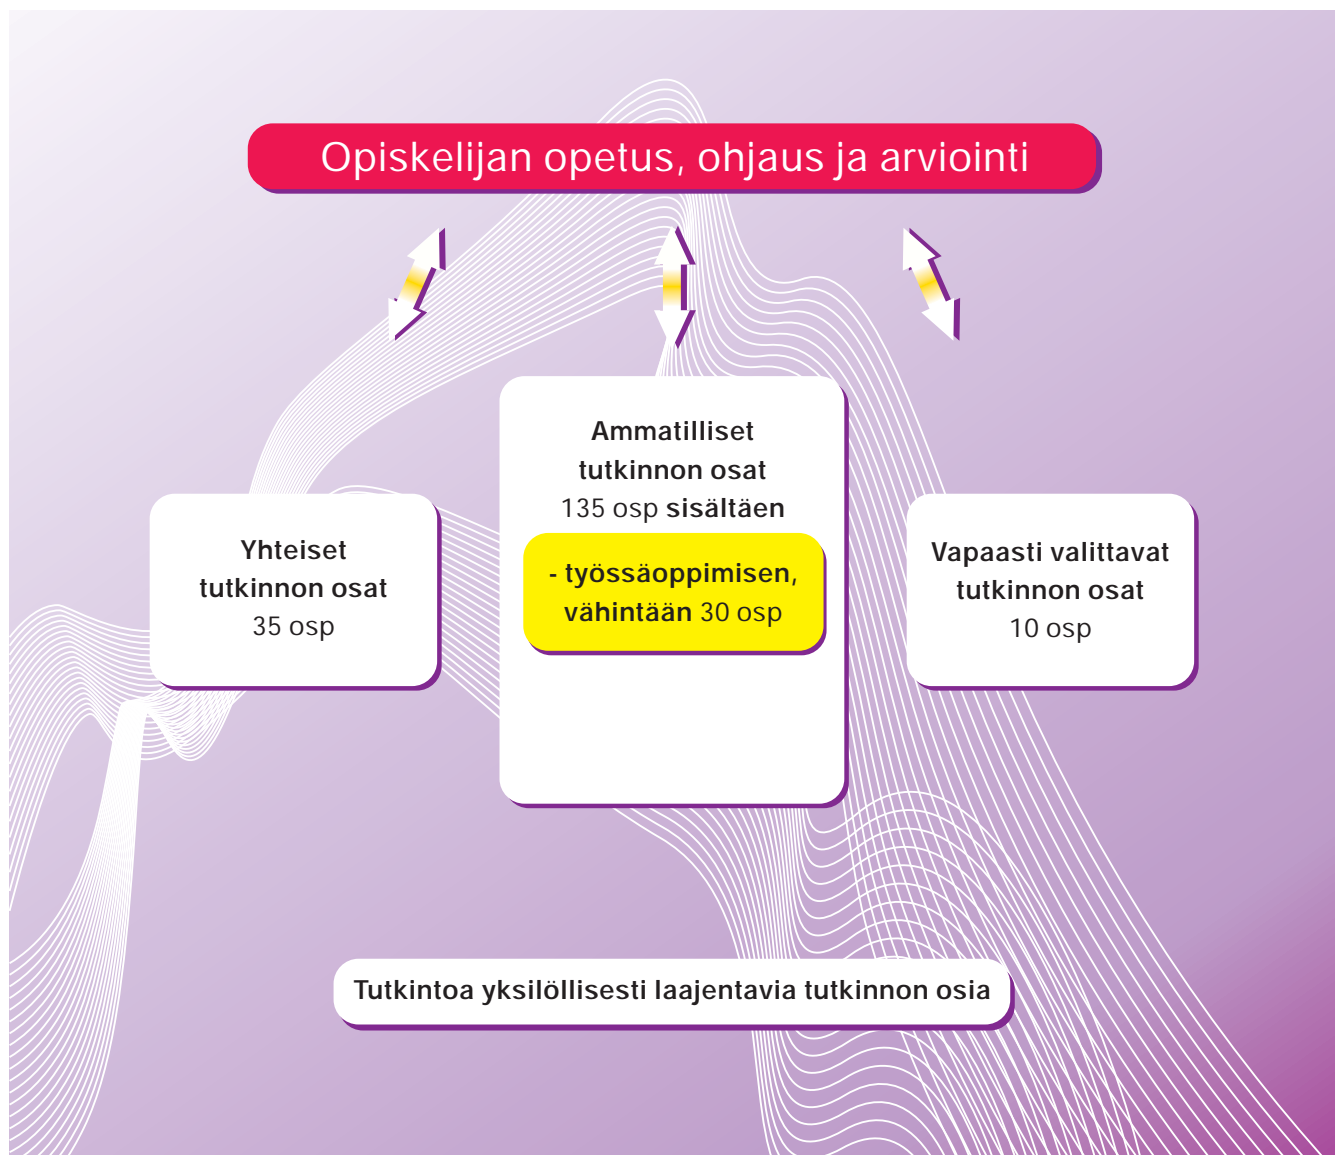 Opiskelijan opetus, ohjaus ja arviointi
Yhteiset
tutkinnon osat
35 osp
Ammatilliset
tutkinnon osat
135 osp sisältäen
- työssäoppimisen,
vähintään 30 osp
Vapaasti valittavat
tutkinnon osat
10 osp
Tutkintoa yksilöllisesti laajentavia tutkinnon osia